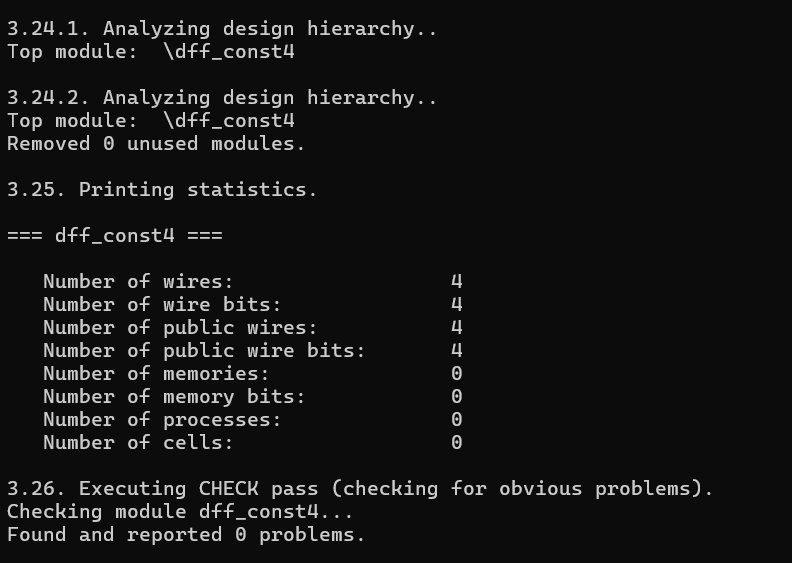 3.24.1. Analyzing design hierarchy..
Top module:  \dff_const4

3.24.2. Analyzing design hierarchy..
Top module:  \dff_const4
Removed 0 unused modules.

3.25. Printing statistics.

=== dff_const4 ===

   Number of wires:                  4
   Number of wire bits:              4
   Number of public wires:           4
   Number of public wire bits:       4
   Number of memories:               0
   Number of memory bits:            0
   Number of processes:              0
   Number of cells:                  0

3.26. Executing CHECK pass (checking for obvious problems).
Checking module dff_const4...
Found and reported 0 problems.